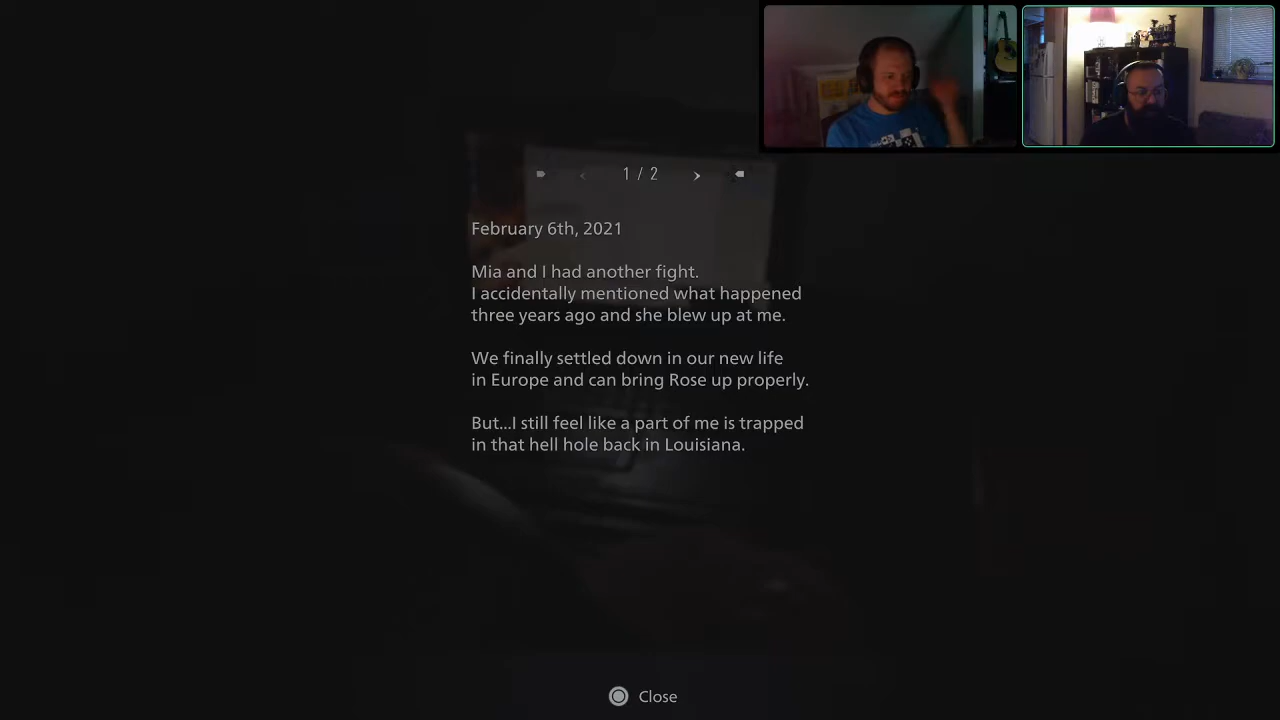 1 / 2
February 6th, 2021
Mia and I had another fight.
I accidentally mentioned what happened
three years ago and she blew up at me.
We finally settled down in our new life
in Europe and can bring Rose up properly.
But...I still feel like a part of me is trapped
in that hell hole back in Louisiana.
Close